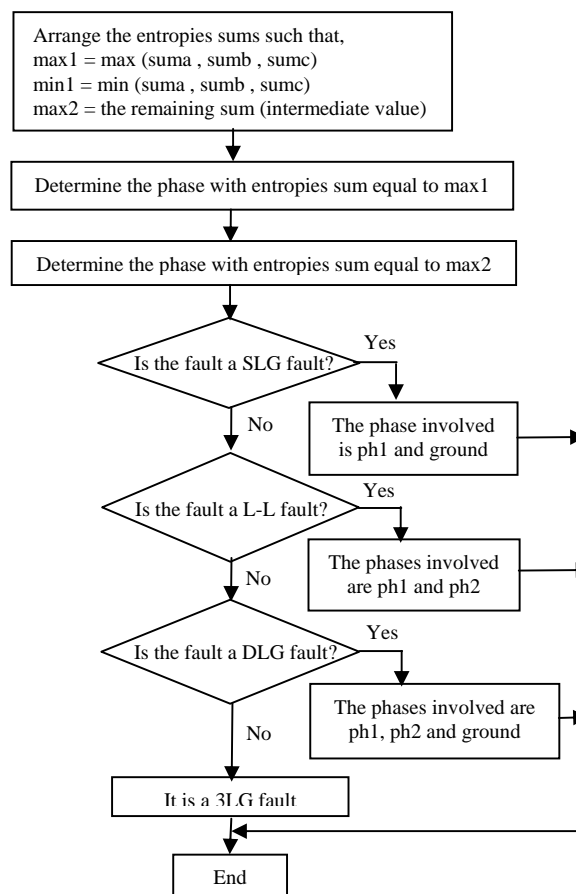 Arrange the entropies sums such that,
max1 = max (suma , sumb , sumc)
min1 = min (suma , sumb , sumc)
max2 = the remaining sum (intermediate value)
Determine the phase with entropies sum equal to max1
Determine the phase with entropies sum equal to max2
Is the fault a SLG fault?
Yes
The phase involved
is ph1 and ground
No
Is the fault a L-L fault?
Yes
The phases involved
are ph1 and ph2
No
Is the fault a DLG fault?
Yes
The phases involved are
ph1, ph2 and ground
No
It is a 3LG fault
End